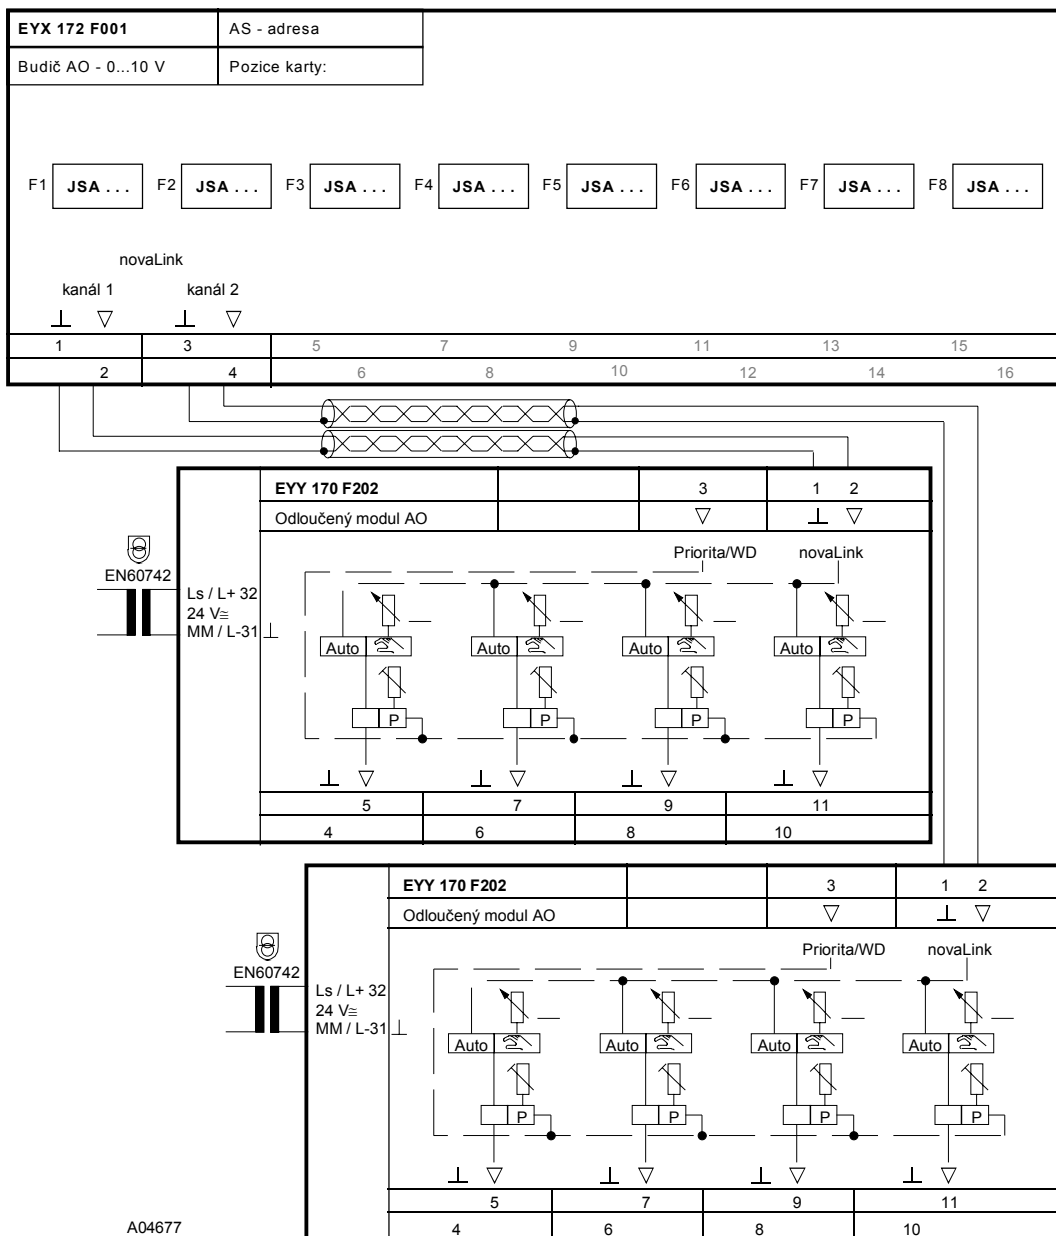 EYX 172 F001 AS - adresa
Budič AO - 0...10 V Pozice karty:
F1 JSA . . . F2 JSA . . . F3 JSA . . . F4 JSA . . . F5 JSA . . . F6 JSA . . . F7 JSA . . . F8 JSA . . .
novaLink
kanál 1 kanál 2
1 3 5 7 9 11 13 15
2 4 6 8 10 12 14 16
EYY 170 F202 3 1 2
Odloučený modul AO
Priorita/WD novaLink
EN60742
Ls / L+ 32
24 V≅
MM / L-31
Auto Auto Auto Auto
P P P P
5 7 9 11
4 6 8 10
EYY 170 F202 3 1 2
Odloučený modul AO
Priorita/WD novaLink
EN60742
Ls / L+ 32
24 V≅
MM / L-31
Auto Auto Auto Auto
P P P P
5 7 9 11
4 6 8 10
A04677